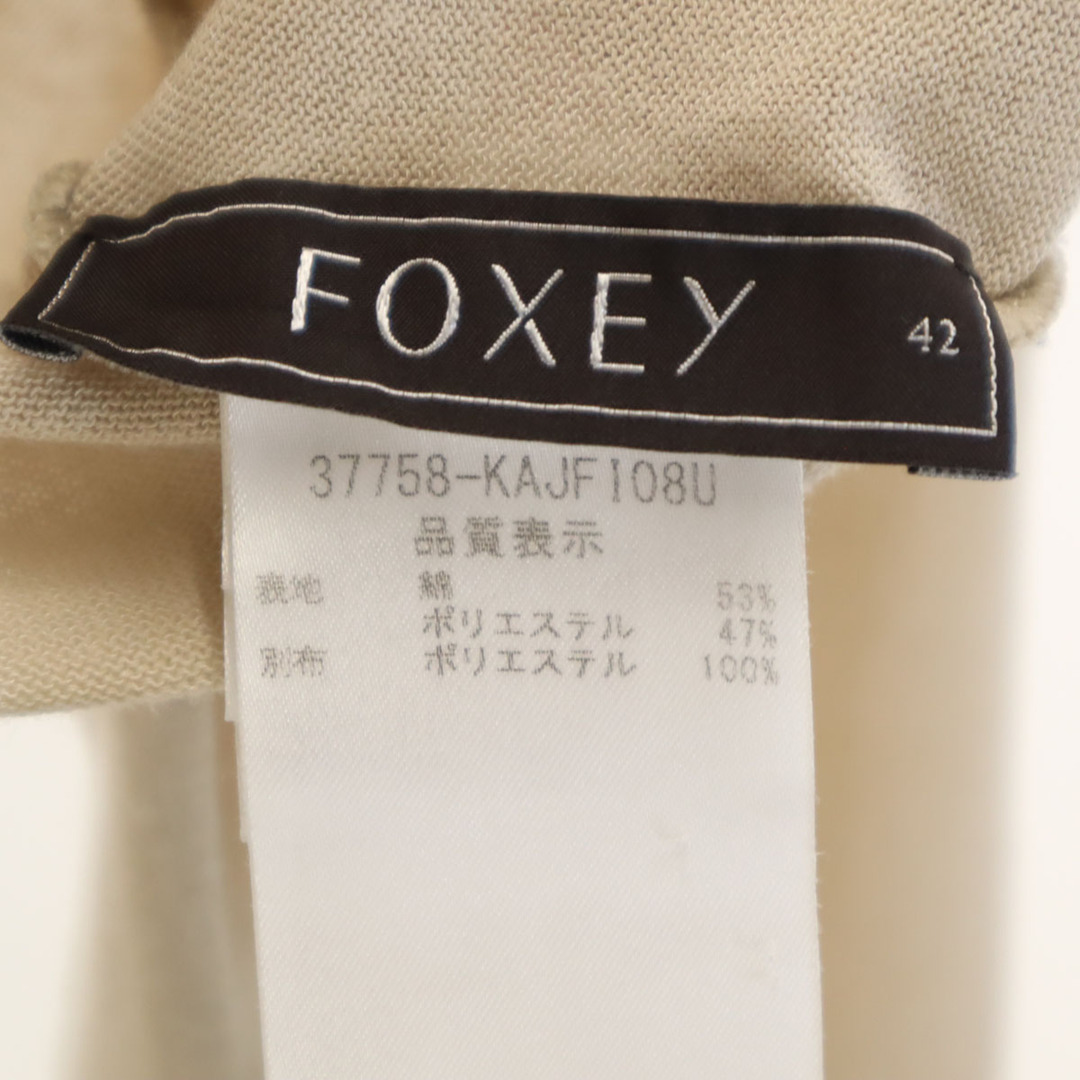 FOXEY 42
37758-KAJFI08U
品質表示
表地 綿 53%
ポリエステル 47%
別布 ポリエステル 100%